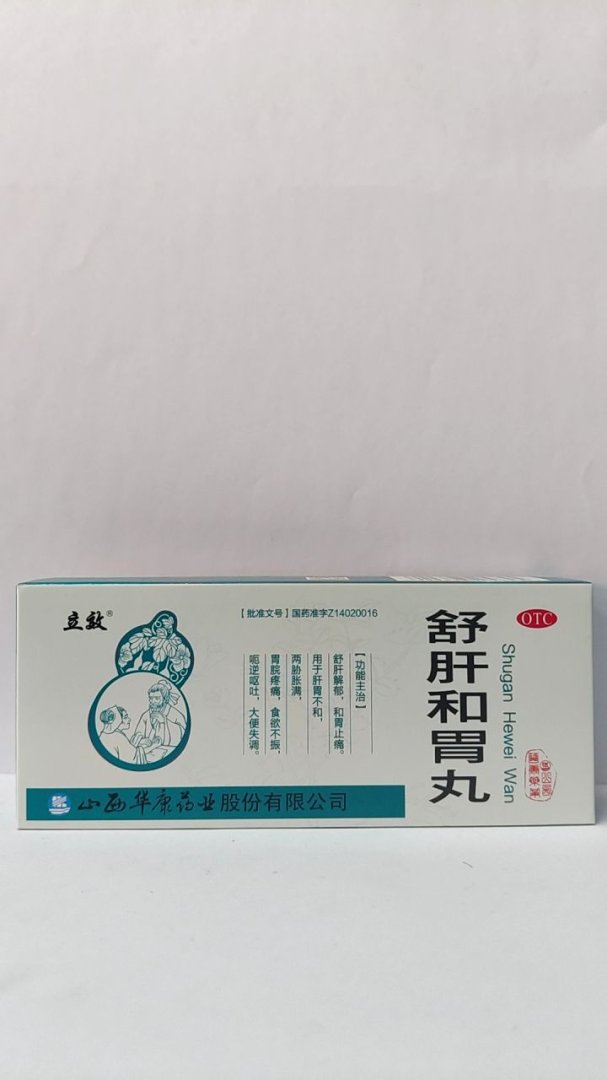 立效®
【批准文号】国药准字Z14020016
OTC
舒肝和胃丸
Shugan Hewei Wan
【功能主治】
舒肝解郁，和胃止痛。
用于肝胃不和，
两胁胀满，
胃脘疼痛，食欲不振，
呃逆呕吐，大便失调。
山西华康药业股份有限公司